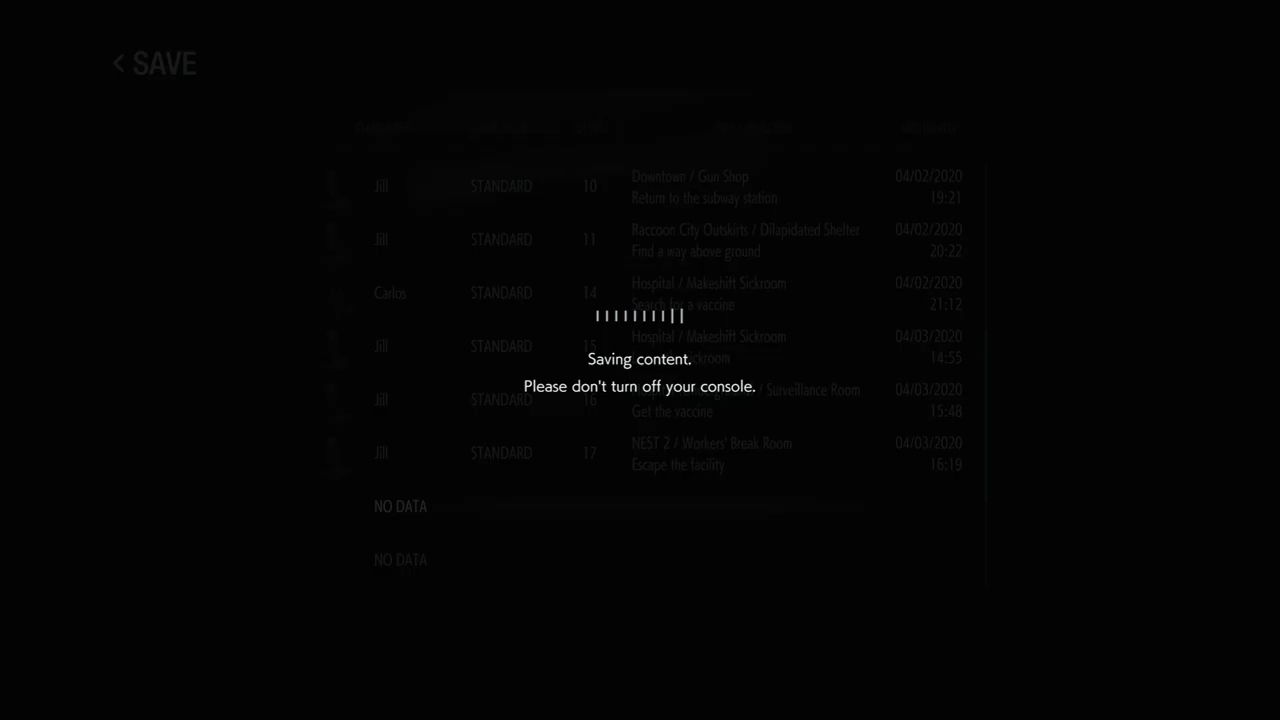 < SAVE
Jill STANDARD 10 Downtown / Gun Shop 04/02/2020
Return to the subway station 19:21
Jill STANDARD 11 Raccoon City Outskirts / Dilapidated Shelter 04/02/2020
Find a way above ground 20:22
Carlos STANDARD 14 Hospital / Makeshift Sickroom 04/02/2020
Search for a vaccine 21:12
Jill STANDARD 15 Hospital / Makeshift Sickroom 04/03/2020
Saving content. 14:55
Please don't turn off your console.
Jill STANDARD 16 / Surveillance Room 04/03/2020
Get the vaccine 15:48
Jill STANDARD 17 NEST 2 / Workers' Break Room 04/03/2020
Escape the facility 16:19
NO DATA
NO DATA